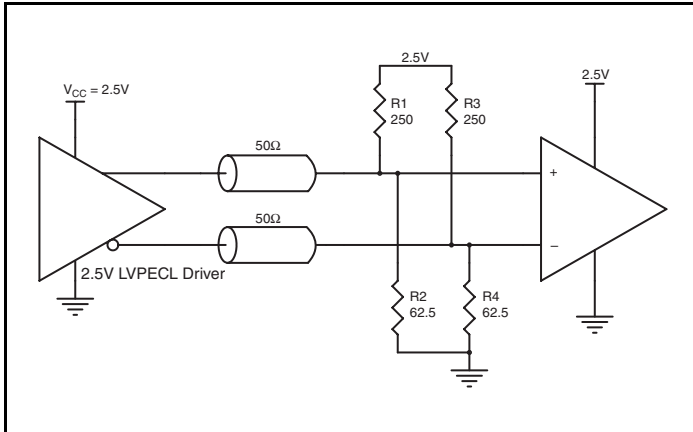 2.5V
V_CC = 2.5V
2.5V
R1
250
R3
250
50Ω
+
50Ω
–
2.5V LVPECL Driver
R2
62.5
R4
62.5